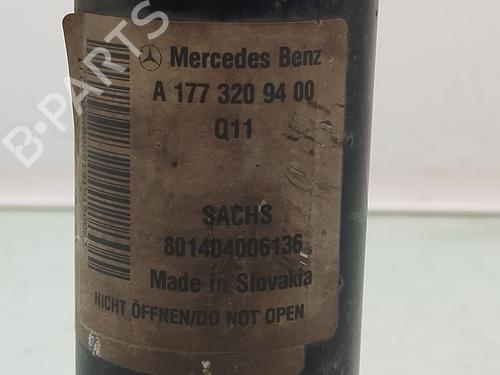 Mercedes Benz
A 177 320 94 00
Q11
SACHS
801404006136
Made in Slovakia
NICHT ÖFFNEN/DO NOT OPEN
B-PARTS